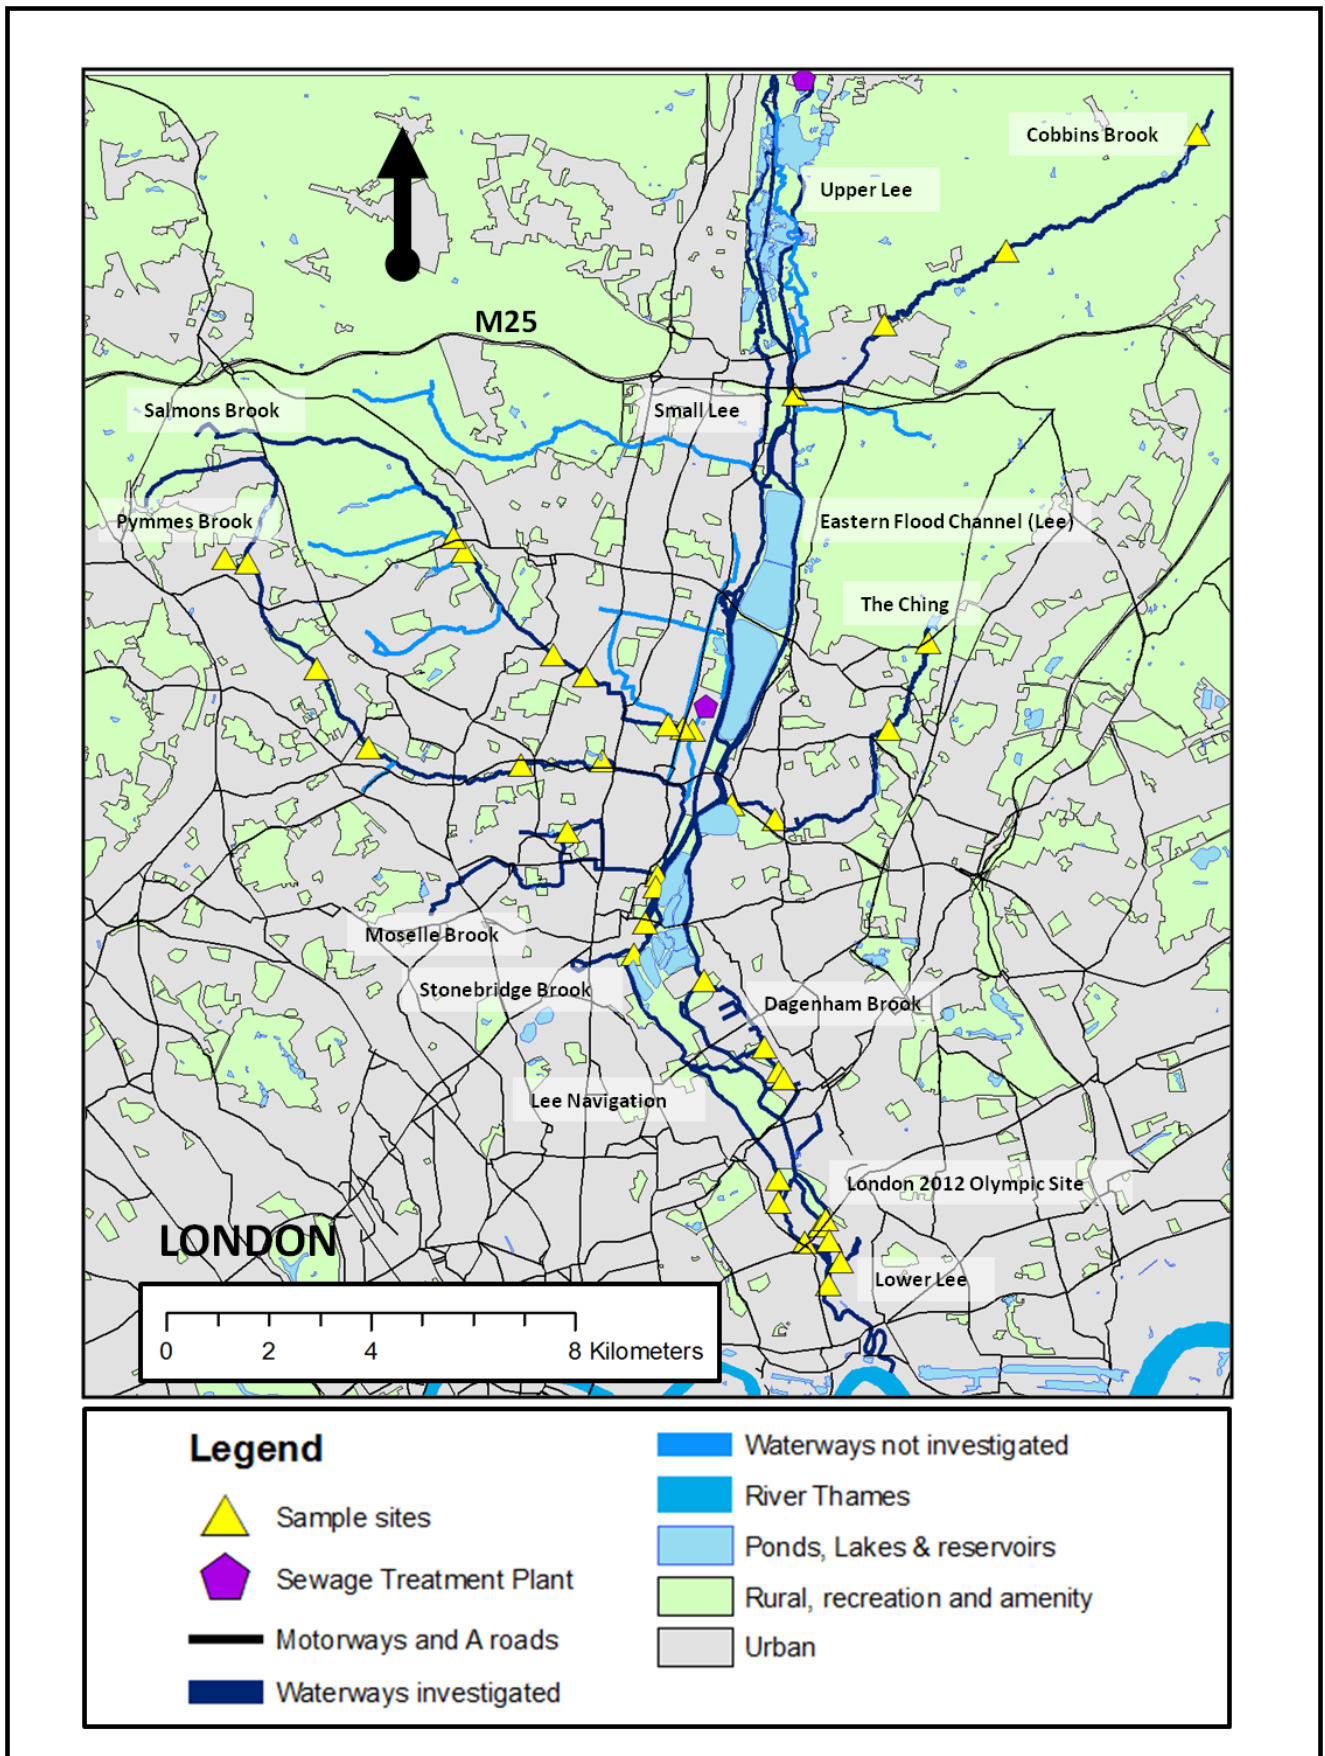 Cobbins Brook
Upper Lee
M25
Salmons Brook
Small Lee
Pymmes Brook
Eastern Flood Channel (Lee)
The Ching
Moselle Brook
Stonebridge Brook
Dagenham Brook
Lee Navigation
London 2012 Olympic Site
LONDON
Lower Lee
0 2 4 8 Kilometers
Legend
Sample sites
Sewage Treatment Plant
Motorways and A roads
Waterways investigated
Waterways not investigated
River Thames
Ponds, Lakes & reservoirs
Rural, recreation and amenity
Urban